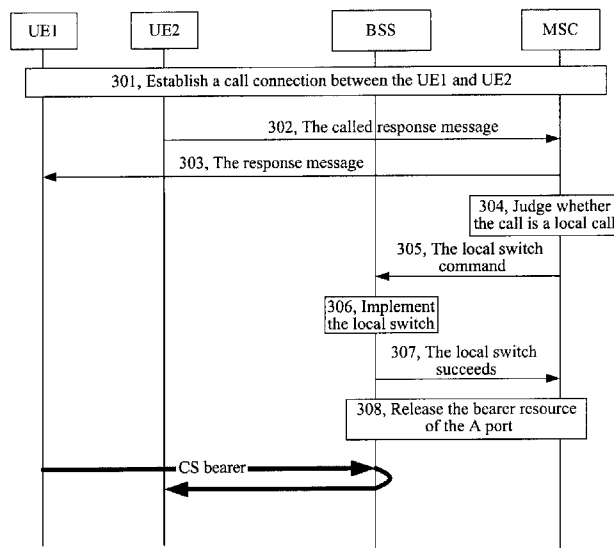 UE1
UE2
BSS
MSC
301, Establish a call connection between the UE1 and UE2
302, The called response message
303, The response message
304, Judge whether
the call is a local call
305, The local switch
command
306, Implement
the local switch
307, The local switch
succeeds
308, Release the bearer resource
of the A port
CS bearer